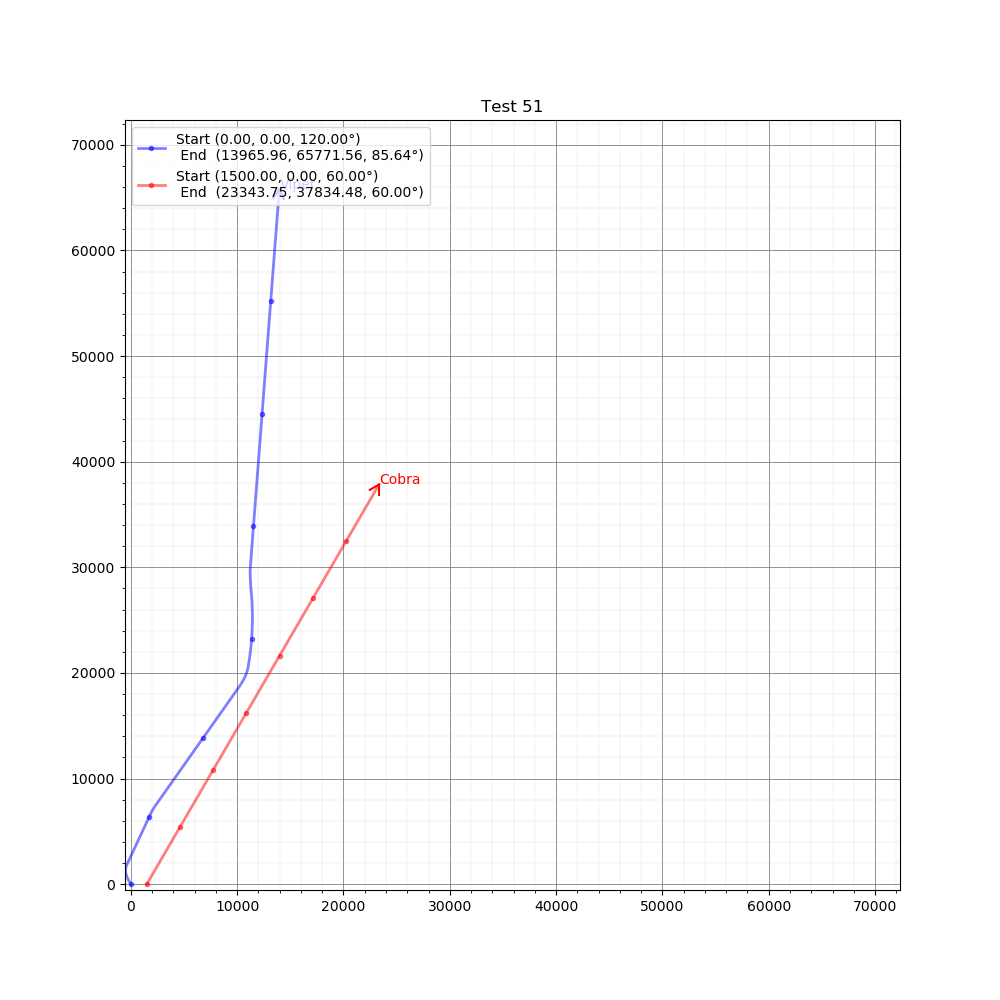 Test 51
Start (0.00, 0.00, 120.00°)
End (13965.96, 65771.56, 85.64°)
Start (1500.00, 0.00, 60.00°)
End (23343.75, 37834.48, 60.00°)
Viper
Cobra
70000
60000
50000
40000
30000
20000
10000
0
0 10000 20000 30000 40000 50000 60000 70000